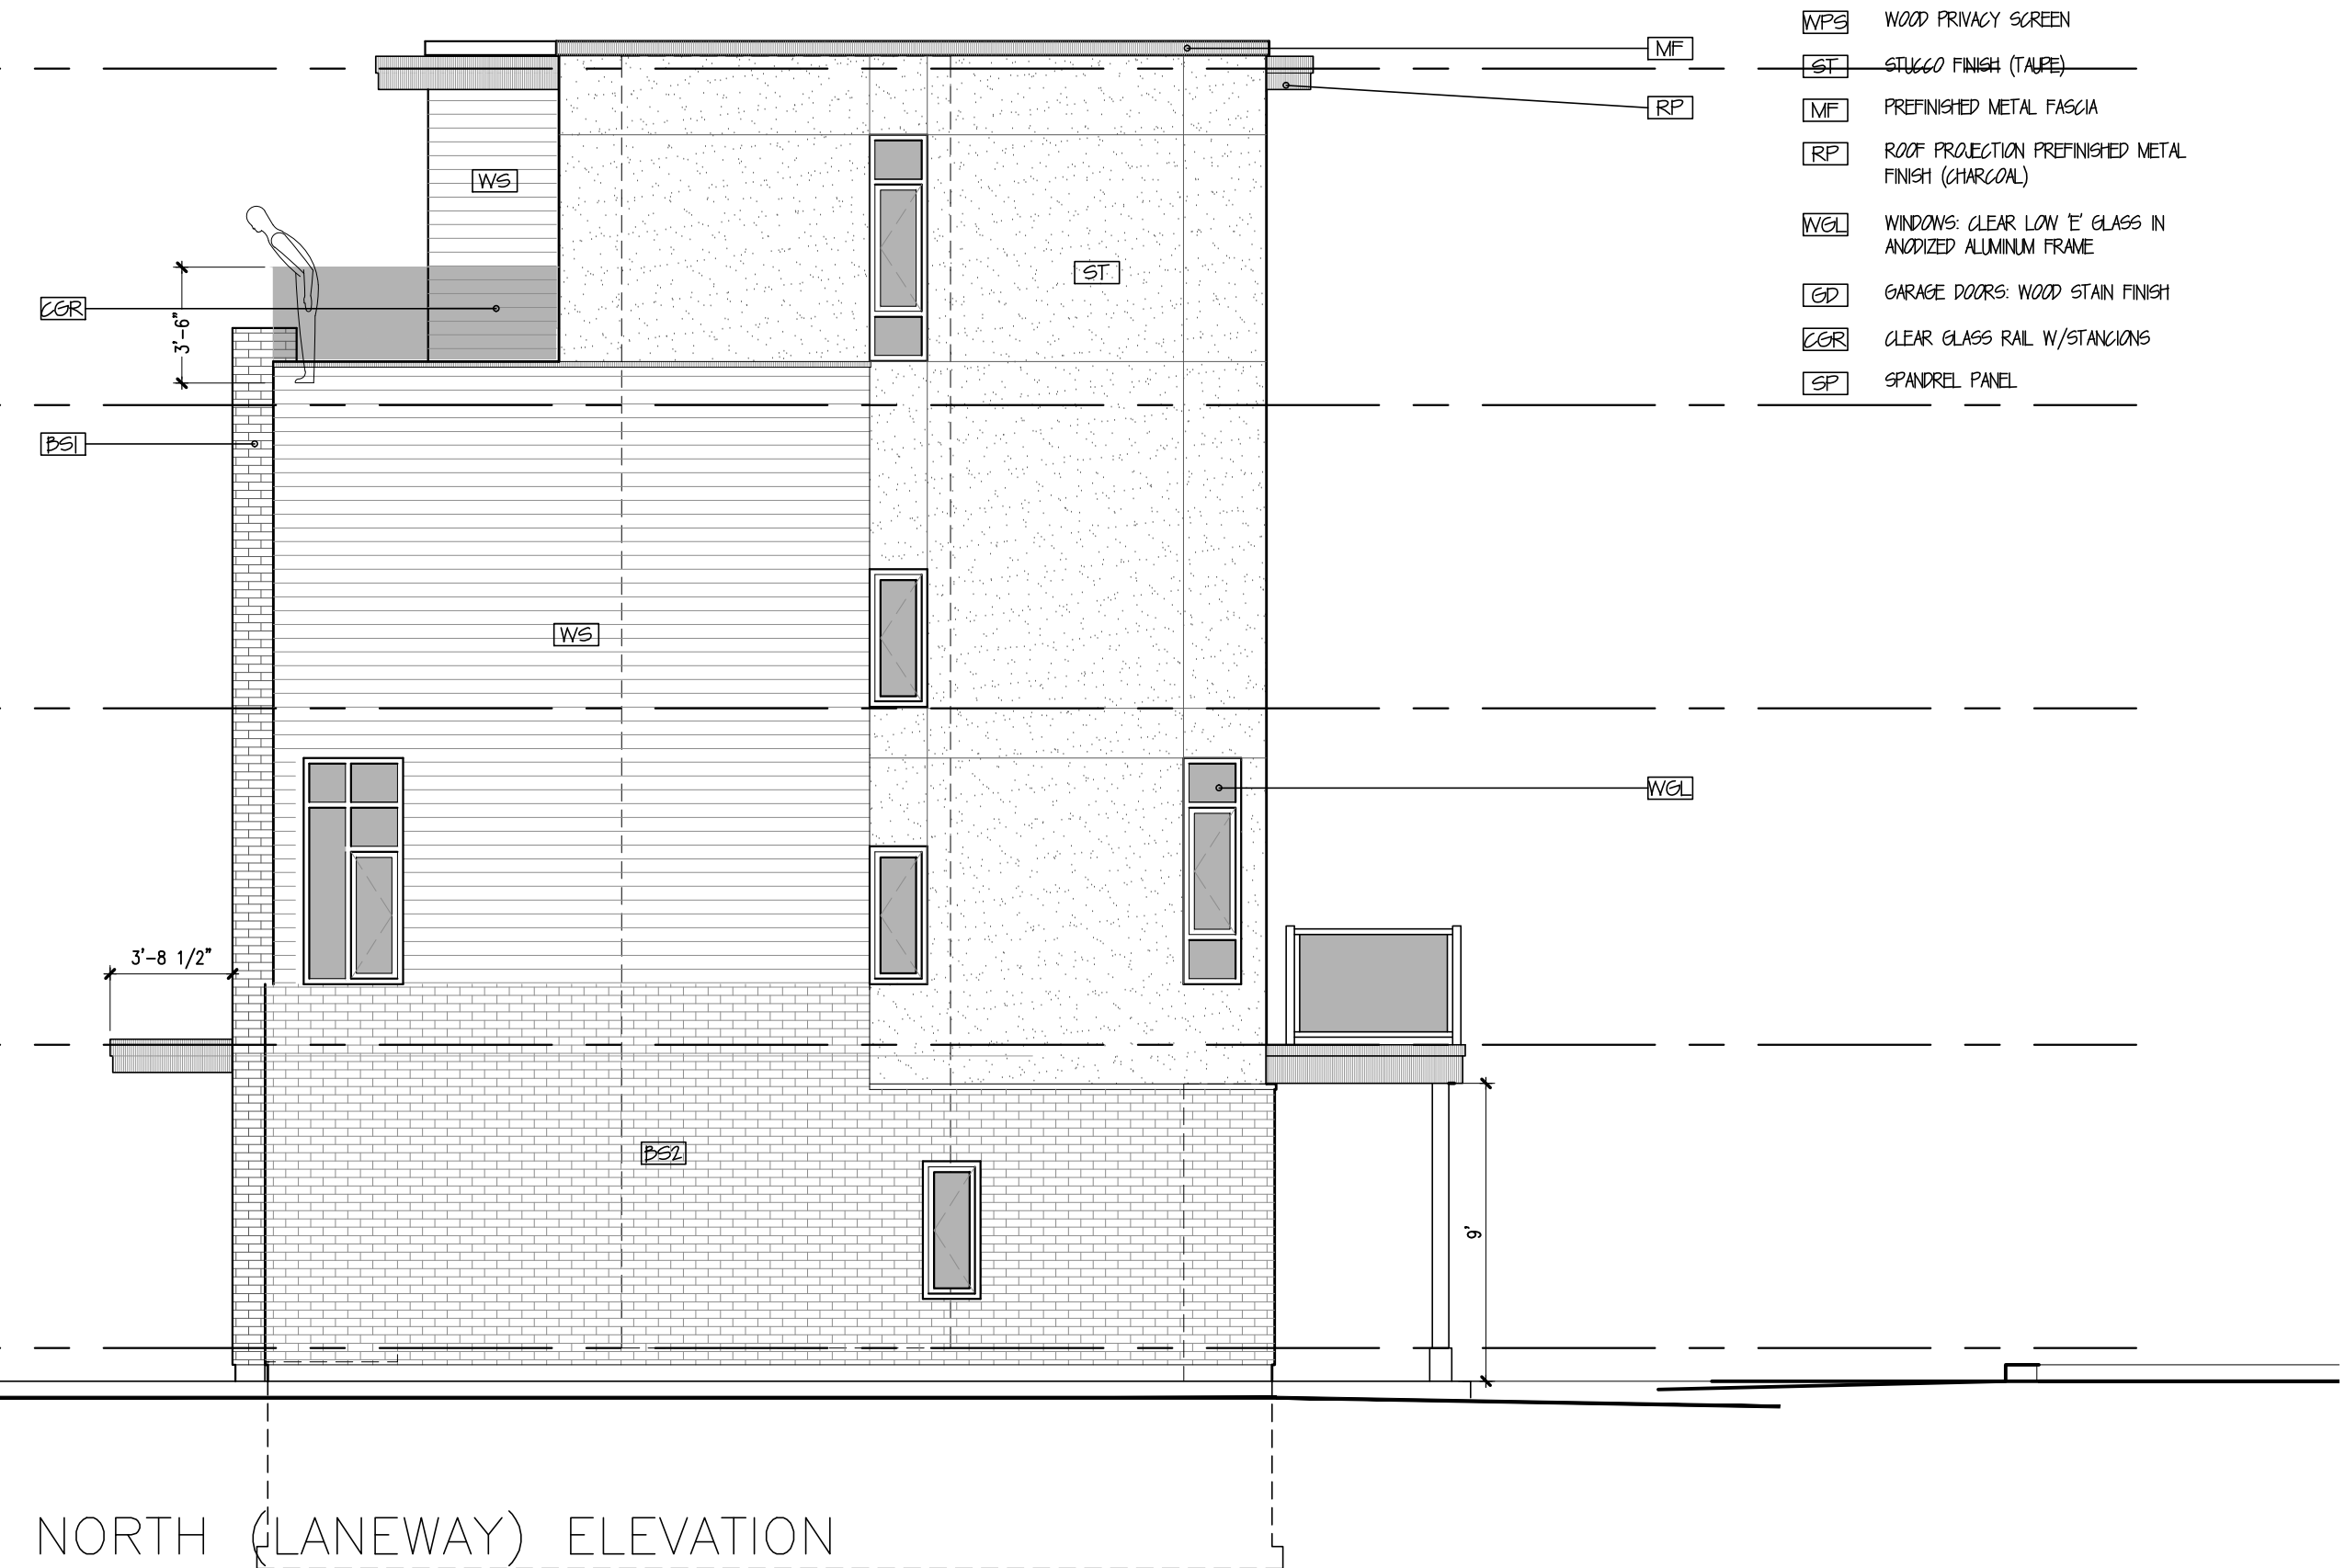 WPS WOOD PRIVACY SCREEN
MF
ST STUCCO FINISH (TAUPE)
RP
MF PREFINISHED METAL FASCIA
RP ROOF PROJECTION PREFINISHED METAL
FINISH (CHARCOAL)
WS
WGL WINDOWS: CLEAR LOW 'E' GLASS IN
ANODIZED ALUMINUM FRAME
ST
GD GARAGE DOORS: WOOD STAIN FINISH
CGR
3'-6"
CGR CLEAR GLASS RAIL W/STANCIONS
SP SPANDREL PANEL
BS1
WS
WGL
3'-8 1/2"
BS2
9'
NORTH (LANEWAY) ELEVATION